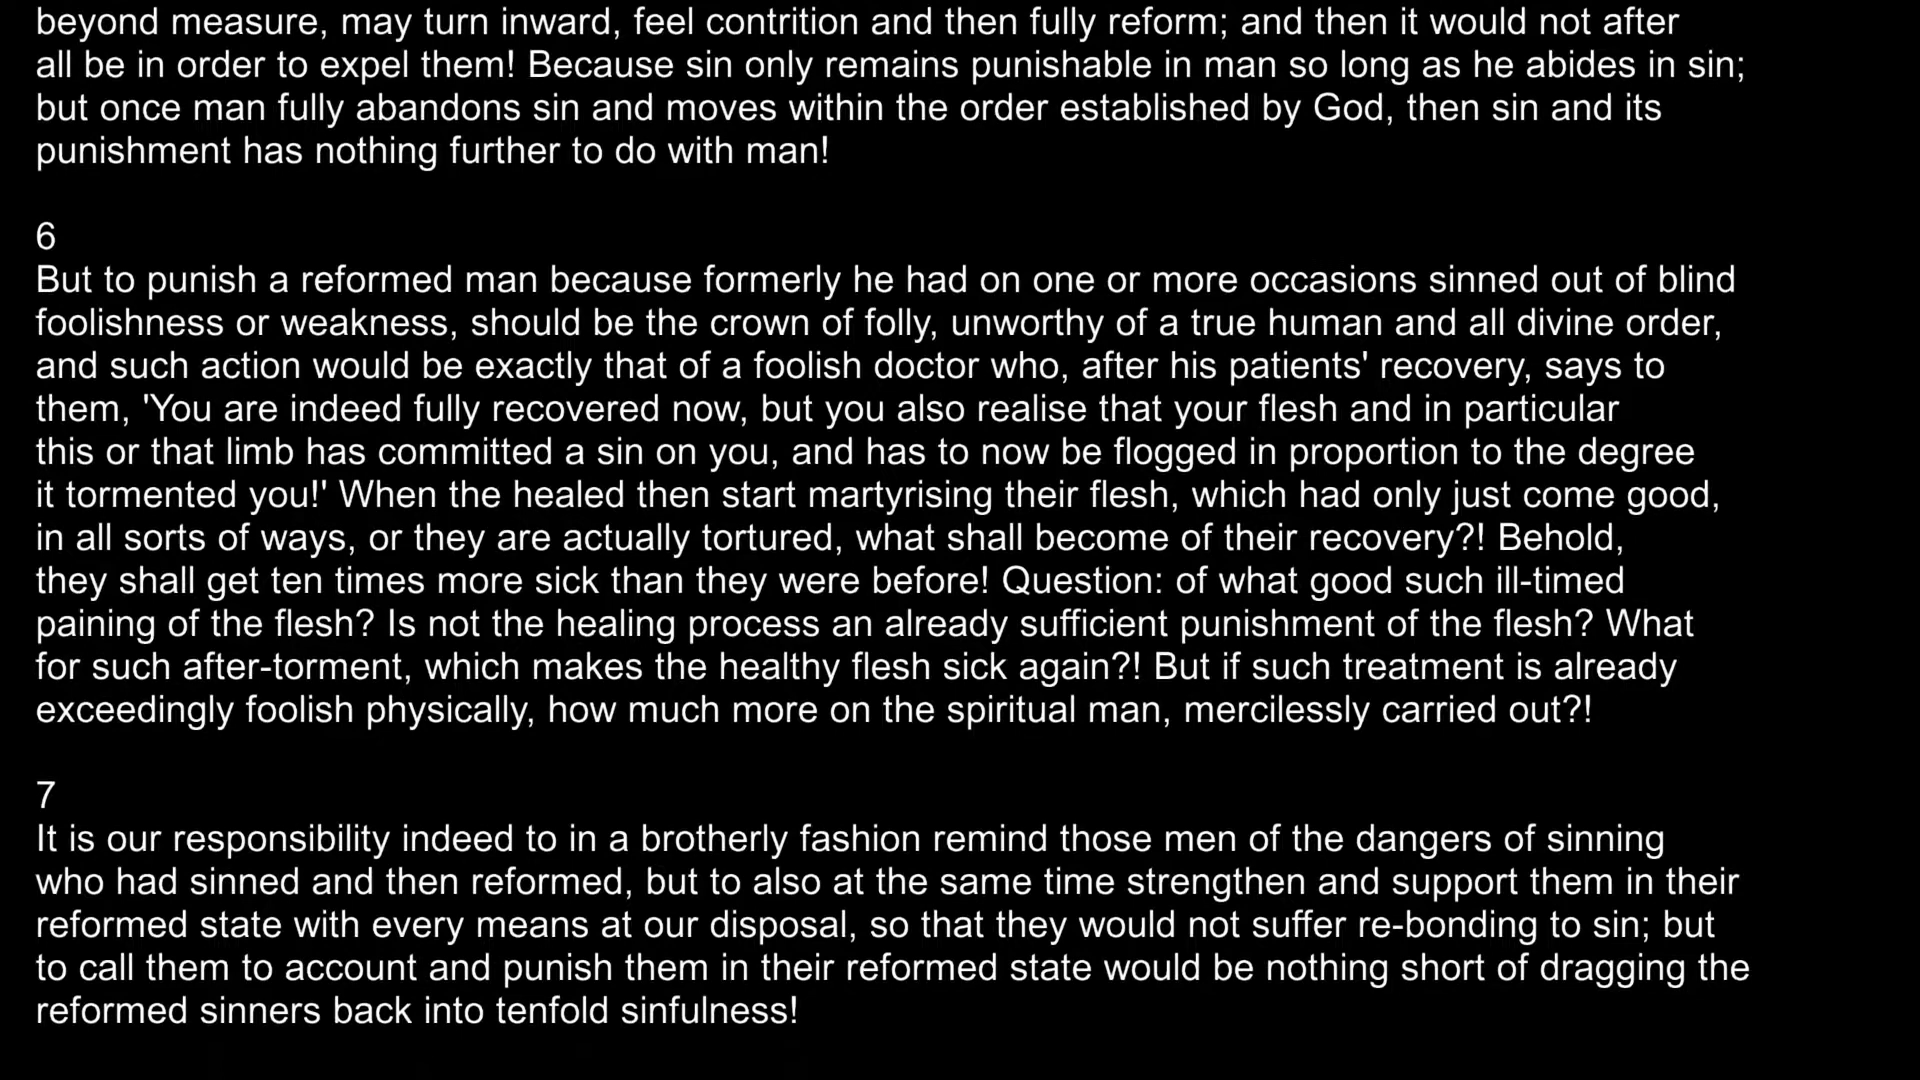 beyond measure, may turn inward, feel contrition and then fully reform; and then it would not after
all be in order to expel them! Because sin only remains punishable in man so long as he abides in sin;
but once man fully abandons sin and moves within the order established by God, then sin and its
punishment has nothing further to do with man!
6
But to punish a reformed man because formerly he had on one or more occasions sinned out of blind
foolishness or weakness, should be the crown of folly, unworthy of a true human and all divine order,
and such action would be exactly that of a foolish doctor who, after his patients' recovery, says to
them, 'You are indeed fully recovered now, but you also realise that your flesh and in particular
this or that limb has committed a sin on you, and has to now be flogged in proportion to the degree
it tormented you!' When the healed then start martyrising their flesh, which had only just come good,
in all sorts of ways, or they are actually tortured, what shall become of their recovery?! Behold,
they shall get ten times more sick than they were before! Question: of what good such ill-timed
paining of the flesh? Is not the healing process an already sufficient punishment of the flesh? What
for such after-torment, which makes the healthy flesh sick again?! But if such treatment is already
exceedingly foolish physically, how much more on the spiritual man, mercilessly carried out?!
7
It is our responsibility indeed to in a brotherly fashion remind those men of the dangers of sinning
who had sinned and then reformed, but to also at the same time strengthen and support them in their
reformed state with every means at our disposal, so that they would not suffer re-bonding to sin; but
to call them to account and punish them in their reformed state would be nothing short of dragging the
reformed sinners back into tenfold sinfulness!